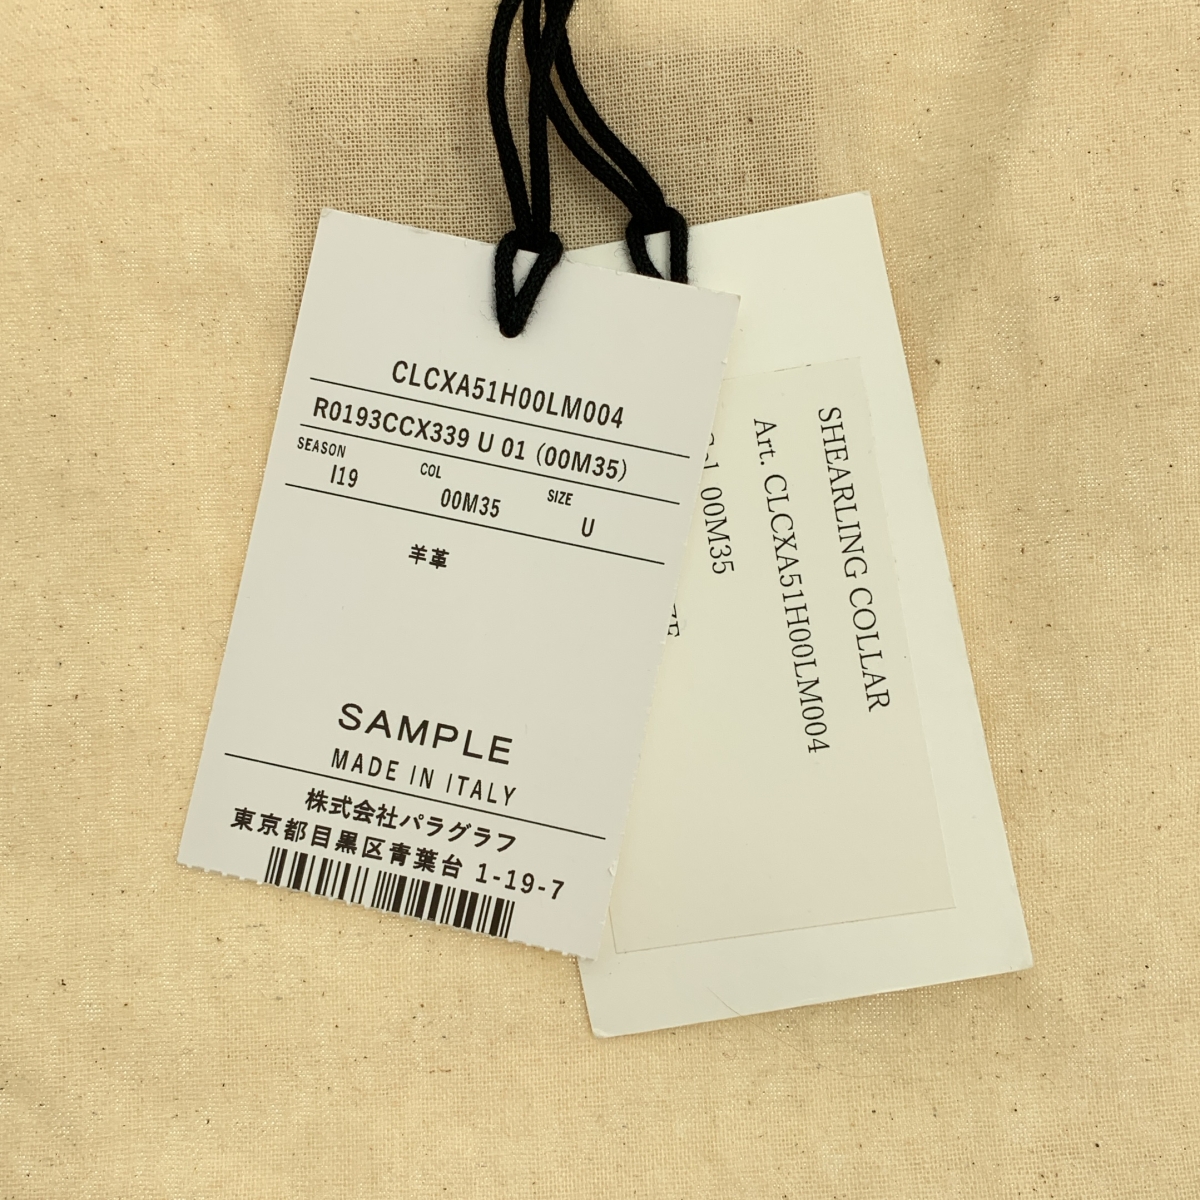 CLCXA51H00LM004
R0193CCX339 U 01 (00M35)
SEASON COL SIZE
I19 00M35 U
羊革
SAMPLE
MADE IN ITALY
株式会社パラグラフ
東京都目黒区青葉台 1-19-7
SHEARLING COLLAR
Art. CLCXA51H00LM004
00M35